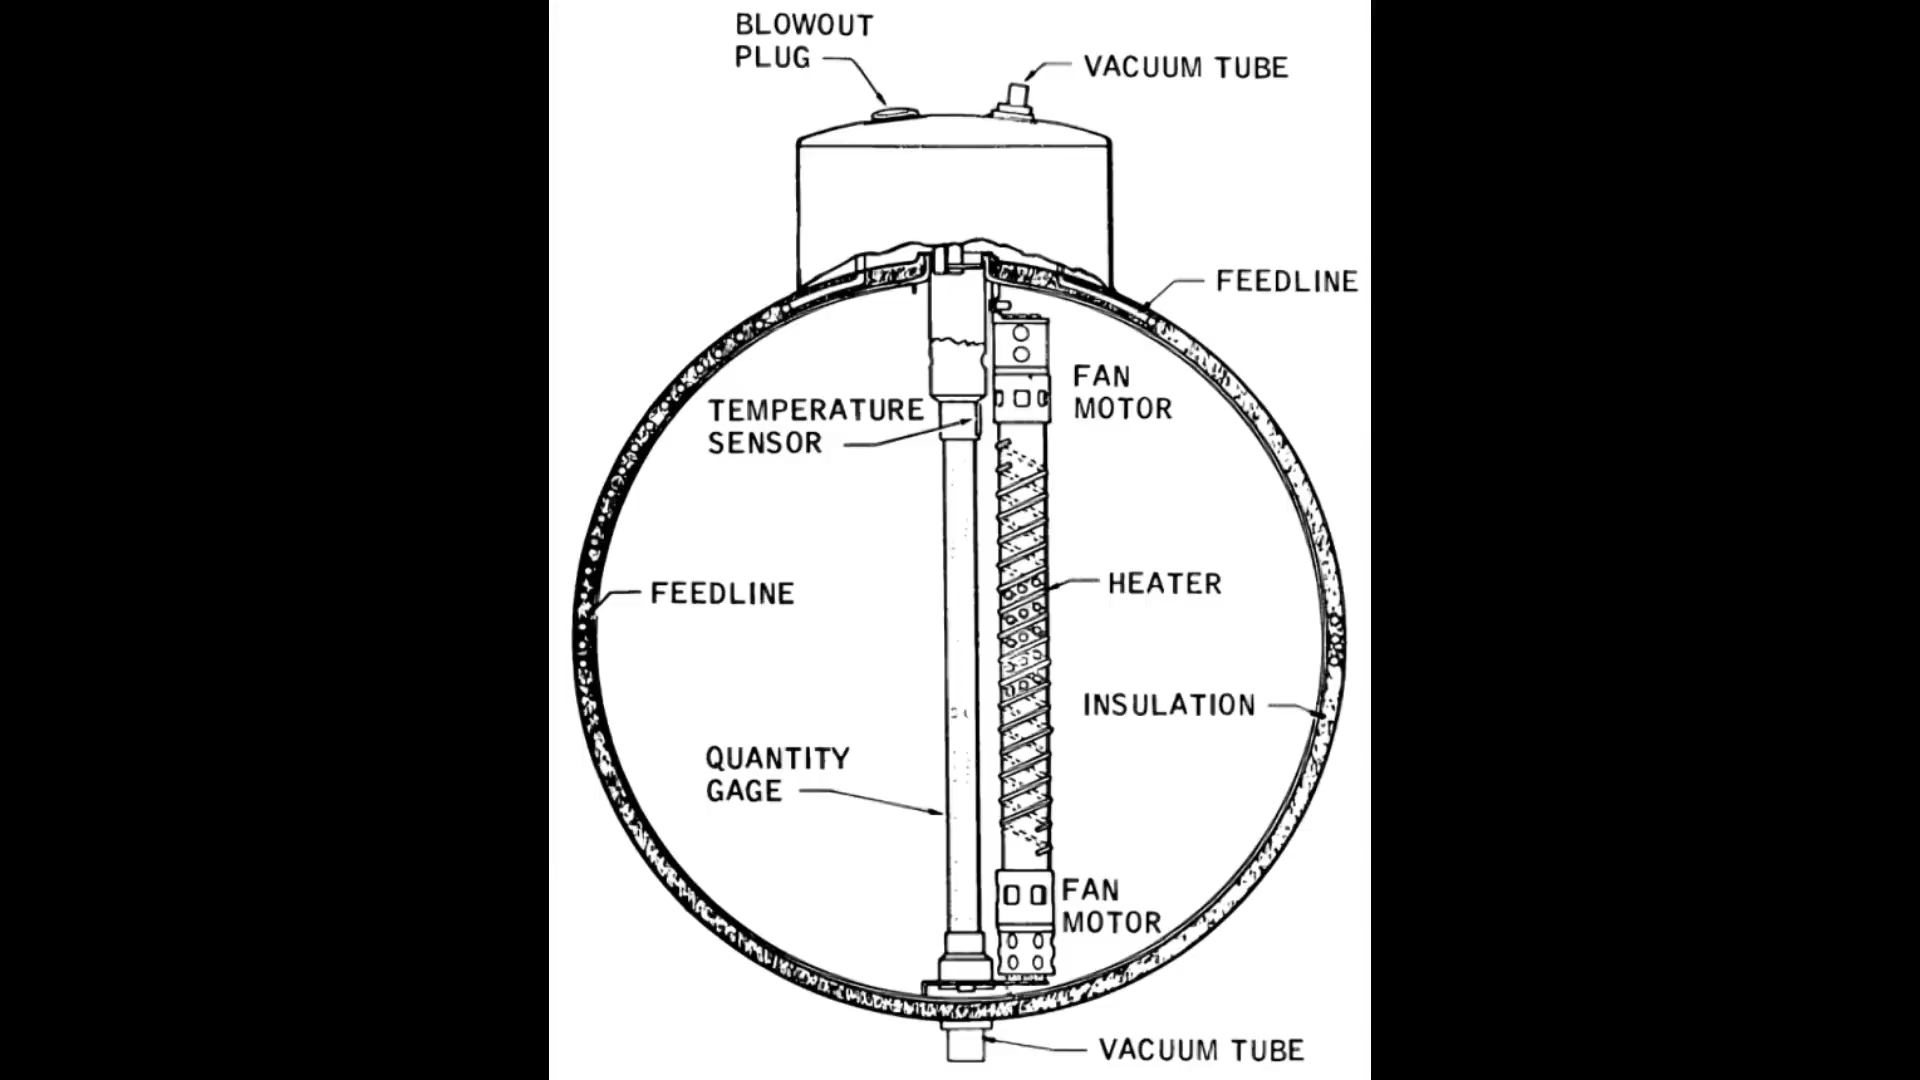 BLOWOUT
PLUG
VACUUM TUBE
FEEDLINE
FAN
MOTOR
TEMPERATURE
SENSOR
FEEDLINE
HEATER
INSULATION
QUANTITY
GAGE
FAN
MOTOR
VACUUM TUBE